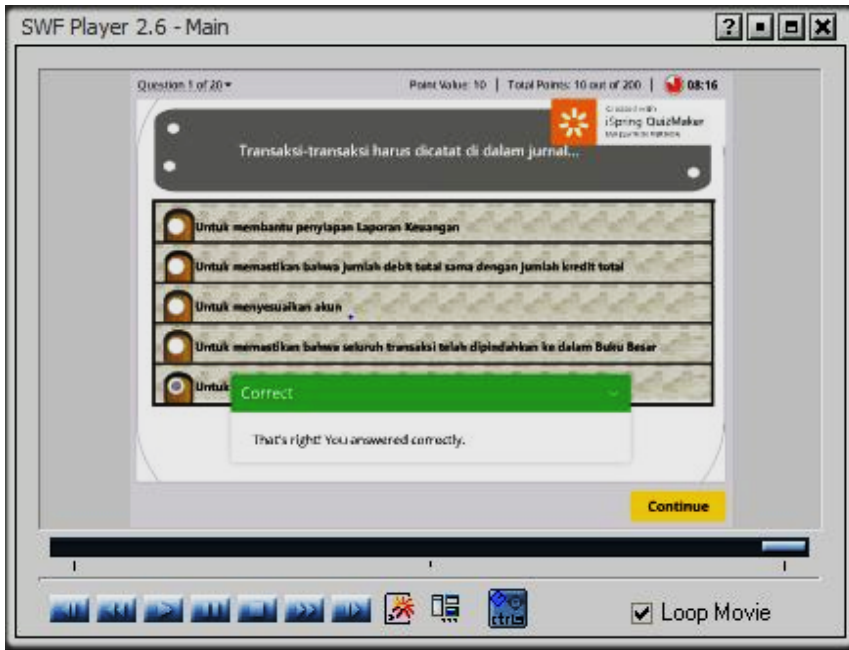 SWF Player 2.6 - Main
Question 1 of 20
Point Value: 10 | Total Points: 10 out of 200 | 08:16
Created with
iSpring QuizMaker
Transaksi-transaksi harus dicatat di dalam jurnal...
Untuk membantu penyiapan Laporan Keuangan
Untuk memastikan bahwa jumlah debit total sama dengan jumlah kredit total
Untuk menyesuaikan akun
Untuk memastikan bahwa seluruh transaksi telah dipindahkan ke dalam Buku Besar
Untuk
Correct
That's right! You answered correctly.
Continue
ctrl
Loop Movie